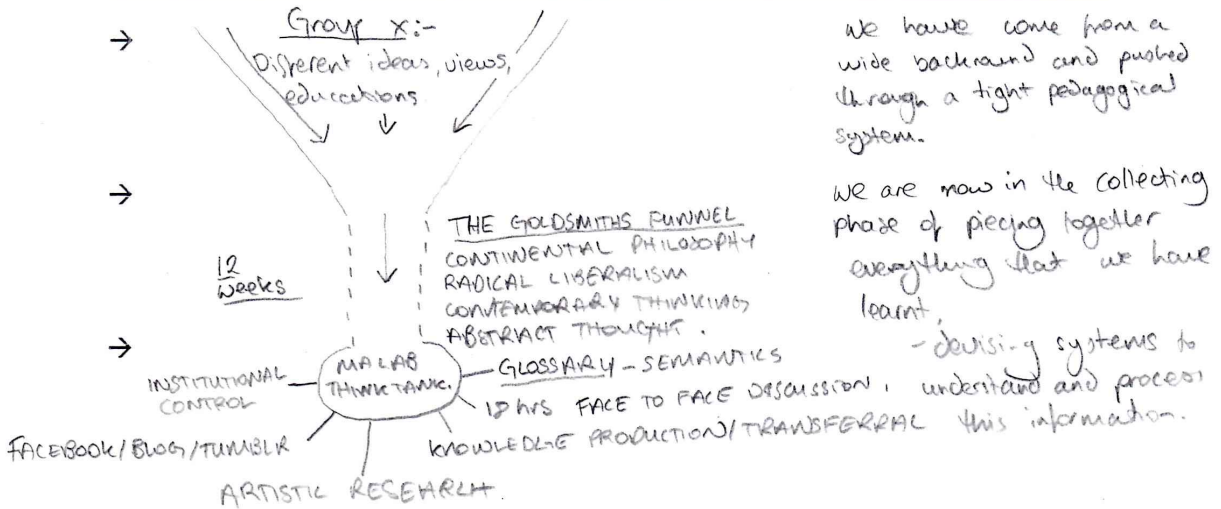 Group x:-
Different ideas, views,
educations
12
weeks
THE GOLDSMITHS FUNNEL
CONTINENTAL PHILOSOPHY
RADICAL LIBERALISM
CONTEMPORARY THINKING
ABSTRACT THOUGHT.
MA LAB
THINKTANK.
INSTITUTIONAL
CONTROL
FACEBOOK/BLOG/TUMBLR
ARTISTIC RESEARCH.
GLOSSARY - SEMANTICS
hrs FACE TO FACE DISCUSSION,
KNOWLEDGE PRODUCTION/TRANSFERRAL
we have come from a
wide backround and pushed
through a tight pedagogical
system.
we are now in the collecting
phase of piecing together
everything that we have
learnt,
- devising systems to
understand and process
this information.